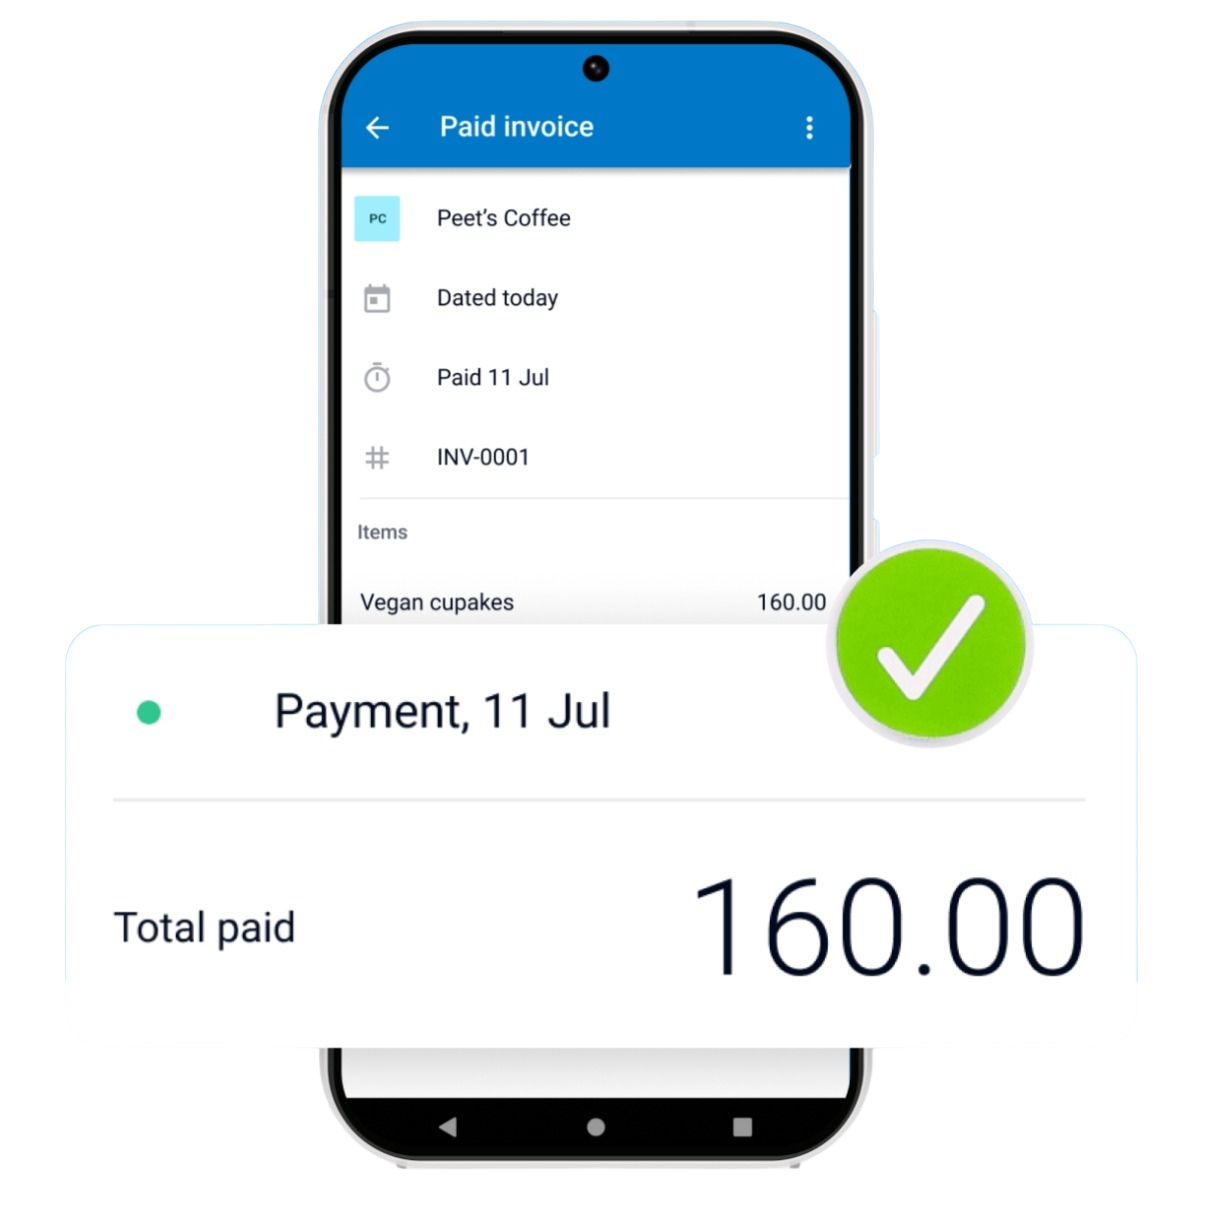 Paid invoice
PC
Peet's Coffee
Dated today
Paid 11 Jul
INV-0001
Items
Vegan cupakes 160.00
Payment, 11 Jul
Total paid 160.00